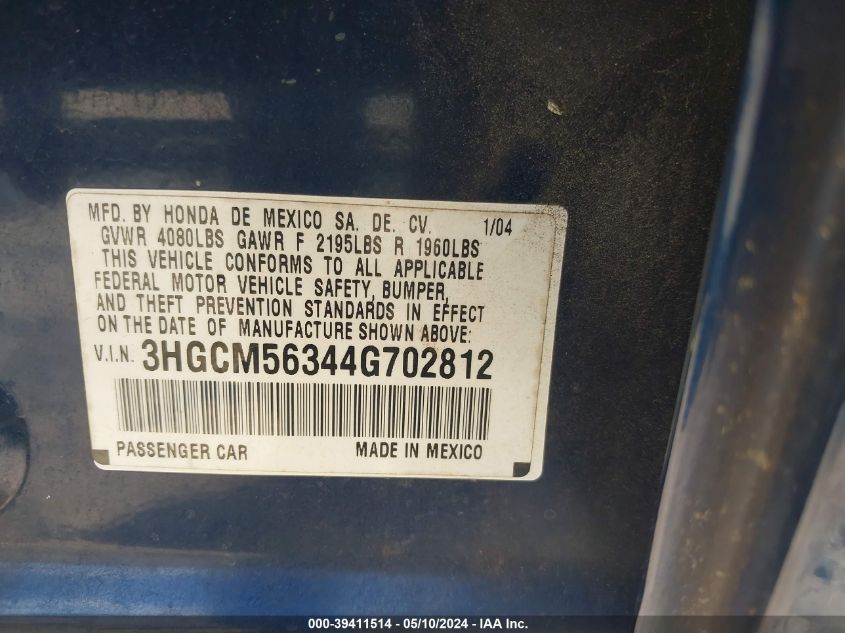 MFD. BY HONDA DE MEXICO SA. DE. CV. 1/04
GVWR 4080LBS GAWR F 2195LBS R 1960LBS
THIS VEHICLE CONFORMS TO ALL APPLICABLE
FEDERAL MOTOR VEHICLE SAFETY, BUMPER,
AND THEFT PREVENTION STANDARDS IN EFFECT
ON THE DATE OF MANUFACTURE SHOWN ABOVE:
V.I.N. 3HGCM56344G702812
PASSENGER CAR MADE IN MEXICO
000-39411514 - 05/10/2024 - IAA Inc.